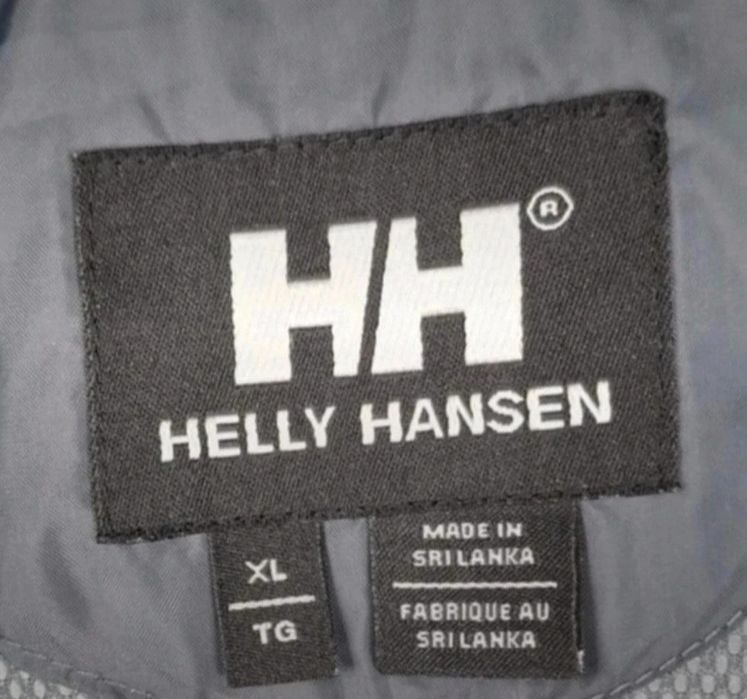 HH®
HELLY HANSEN
XL
TG
MADE IN
SRI LANKA
FABRIQUE AU
SRI LANKA